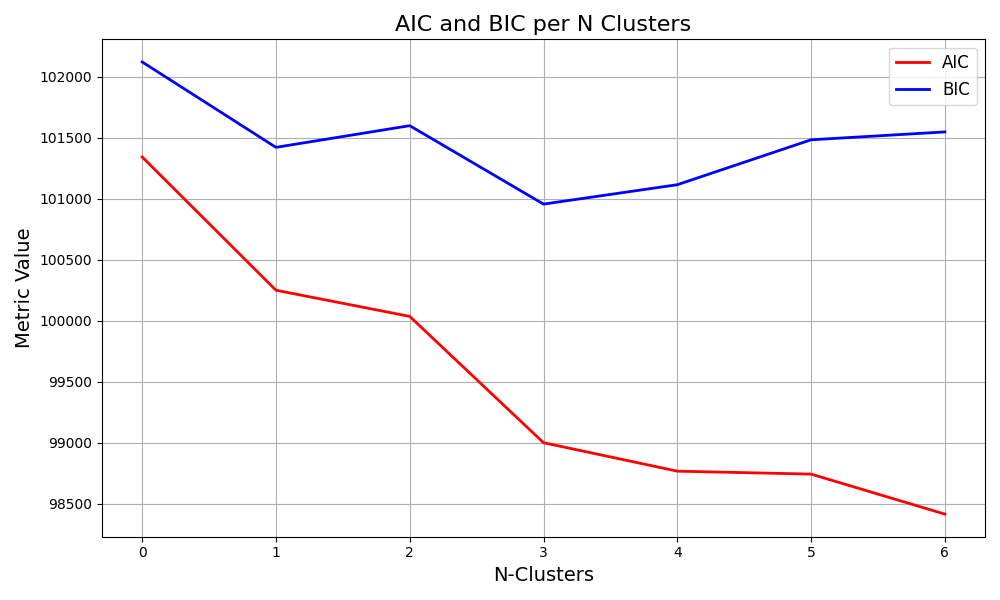 AIC and BIC per N Clusters
AIC
BIC
102000
101500
101000
100500
100000
99500
99000
98500
Metric Value
0 1 2 3 4 5 6
N-Clusters